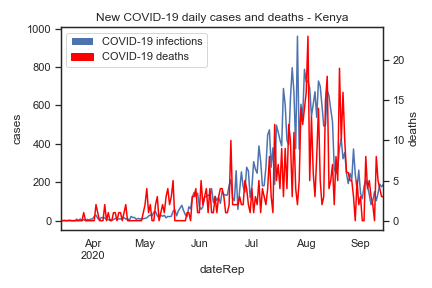 New COVID-19 daily cases and deaths - Kenya
COVID-19 infections
COVID-19 deaths
1000
800
600
400
200
0
cases
20
15
10
5
0
deaths
Apr
2020
May
Jun
Jul
Aug
Sep
dateRep